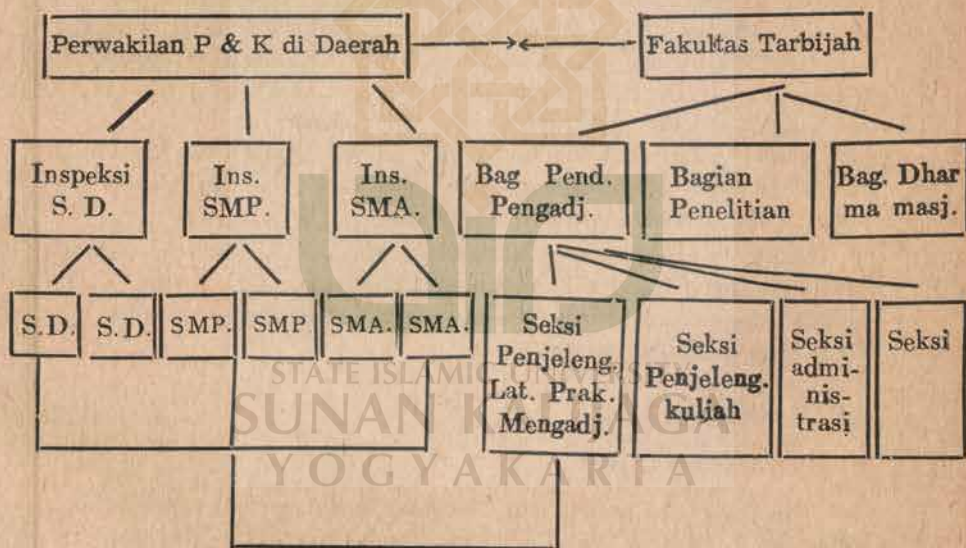 Perwakilan P & K di Daerah
Fakultas Tarbijah
Inspeksi
S. D.
Ins.
SMP.
Ins.
SMA.
Bag Pend.
Pengadj.
Bagian
Penelitian
Bag. Dhar
ma masj.
S.D.
S.D.
SMP.
SMP
SMA.
SMA.
Seksi
Penjeleng.
Lat. Prak.
Mengadj.
Seksi
Penjeleng.
kuljah
Seksi
admi-
nis-
trasi
Seksi
STATE ISLAMIC UNIVERSITY
SUNAN KALIJAGA
YOGYAKARTA